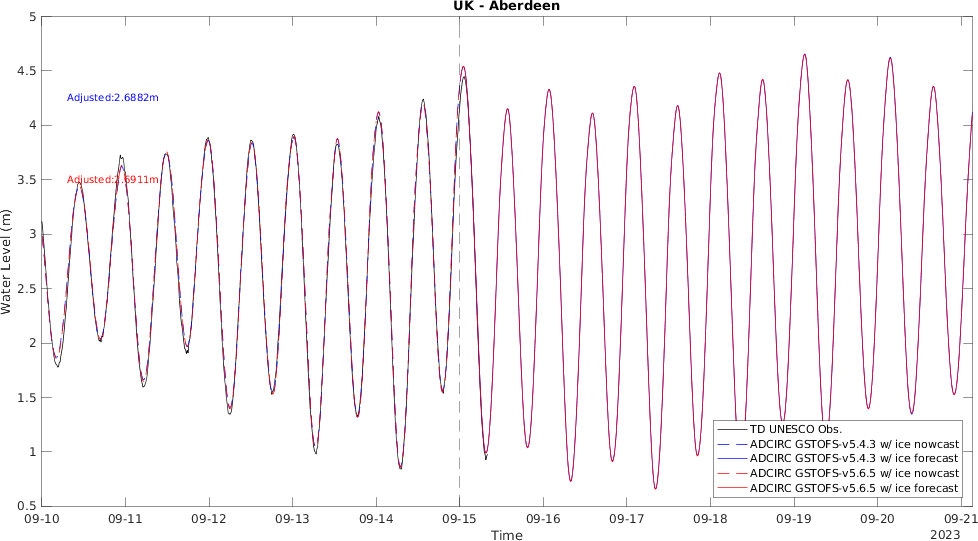 UK - Aberdeen
5
4.5
Adjusted:2.6882m
4
3.5
Adjusted:2.6911m
3
Water Level (m)
2.5
2
1.5
1
0.5
TD UNESCO Obs.
ADCIRC GSTOFS-v5.4.3 w/ ice nowcast
ADCIRC GSTOFS-v5.4.3 w/ ice forecast
ADCIRC GSTOFS-v5.6.5 w/ ice nowcast
ADCIRC GSTOFS-v5.6.5 w/ ice forecast
09-10 09-11 09-12 09-13 09-14 09-15 09-16 09-17 09-18 09-19 09-20 09-21
Time
2023